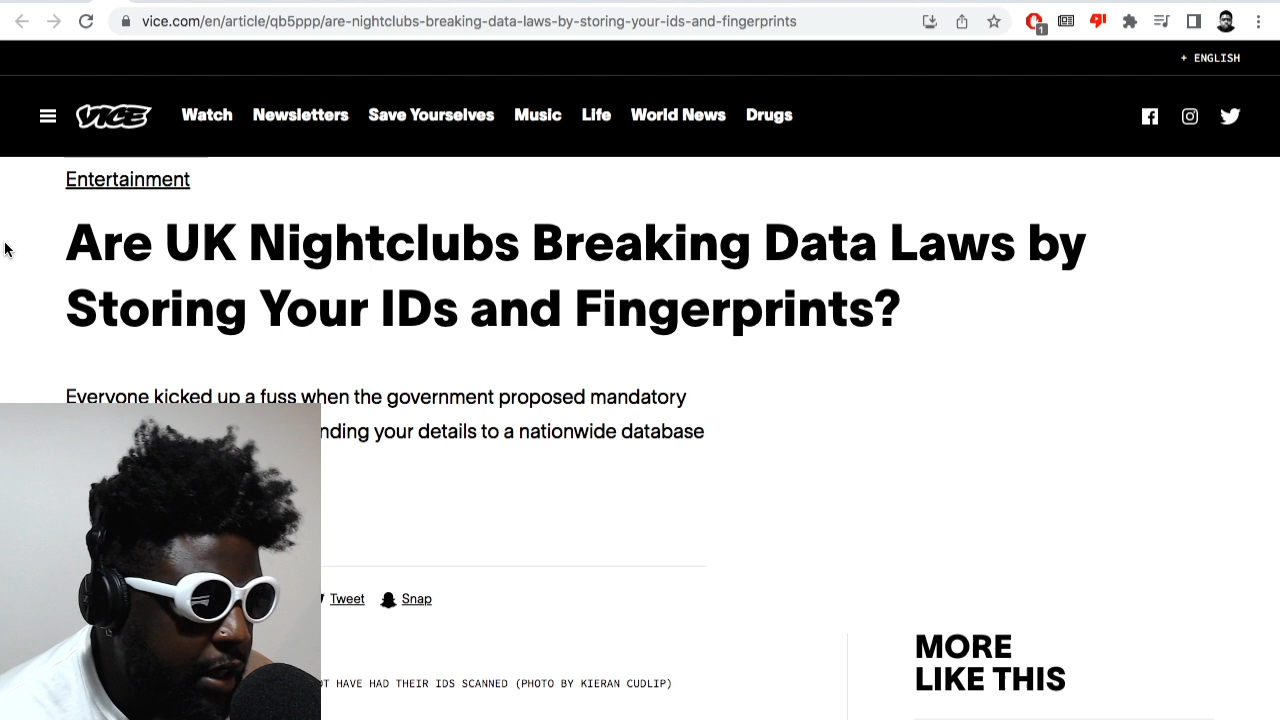 vice.com/en/article/qb5ppp/are-nightclubs-breaking-data-laws-by-storing-your-ids-and-fingerprints
1
+ ENGLISH
VICE Watch Newsletters Save Yourselves Music Life World News Drugs
Entertainment
Are UK Nightclubs Breaking Data Laws by
Storing Your IDs and Fingerprints?
Everyone kicked up a fuss when the government proposed mandatory
nding your details to a nationwide database
Tweet Snap
HAVE HAD THEIR IDS SCANNED (PHOTO BY KIERAN CUDLIP)
MORE
LIKE THIS